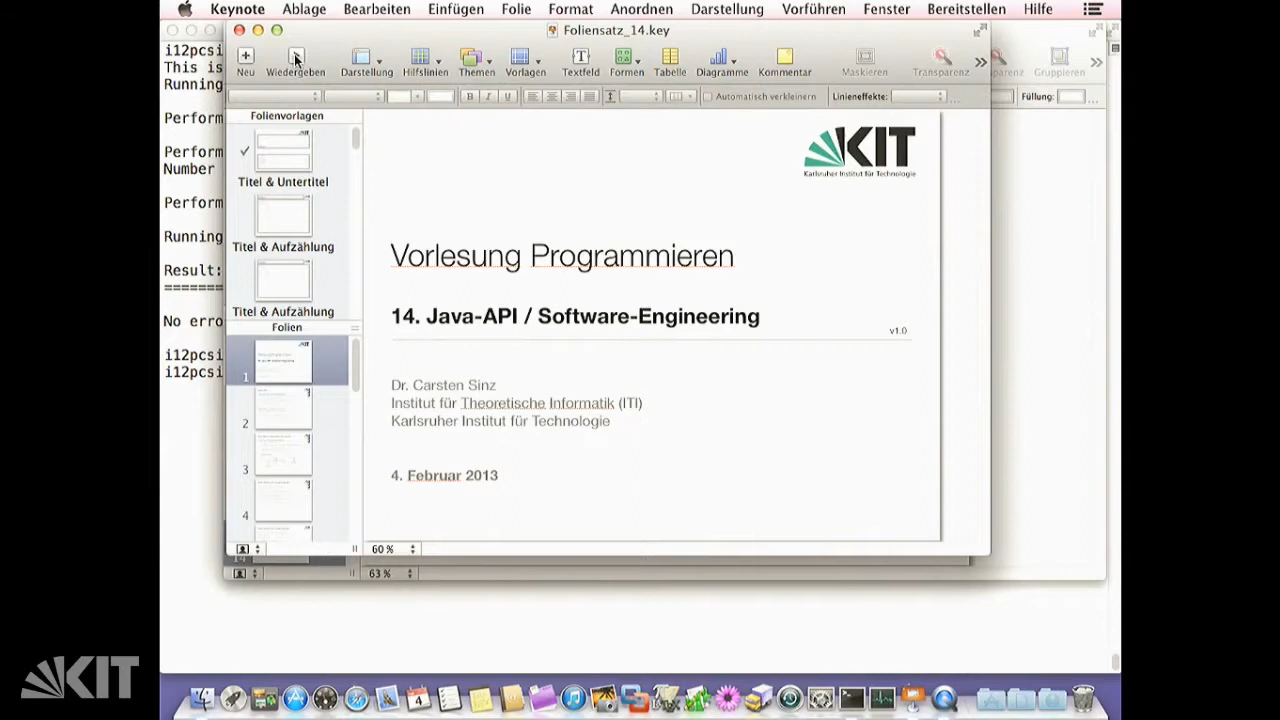 Keynote Ablage Bearbeiten Einfügen Folie Format Anordnen Darstellung Vorführen Fenster Bereitstellen Hilfe
Foliensatz_14.key
Neu Wiedergeben Darstellung Hilfslinien Themen Vorlagen Textfeld Formen Tabelle Diagramme Kommentar Maskieren Transparenz Gruppieren
B I U Automatisch verkleinern Linieneffekte: Füllung:
i12pcsi
This is
Running
Perform
Perform
Number
Perform
Running
Result:
=======
No erro
i12pcsi
i12pcsi
Folienvorlagen
Titel & Untertitel
Titel & Aufzählung
Titel & Aufzählung
Folien
1
2
3
4
KIT
Karlsruher Institut für Technologie
Vorlesung Programmieren
14. Java-API / Software-Engineering
v1.0
Dr. Carsten Sinz
Institut für Theoretische Informatik (ITI)
Karlsruher Institut für Technologie
4. Februar 2013
60 %
63 %
KIT